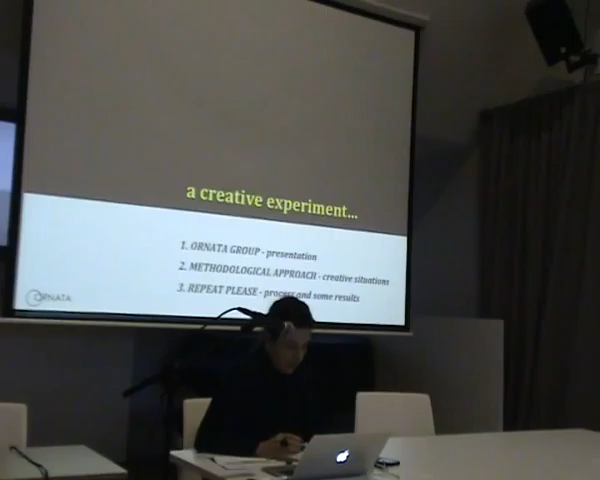 a creative experiment...
1. ORNATA GROUP - presentation
2. METHODOLOGICAL APPROACH - creative situations
3. REPEAT PLEASE - process and some results
ORNATA